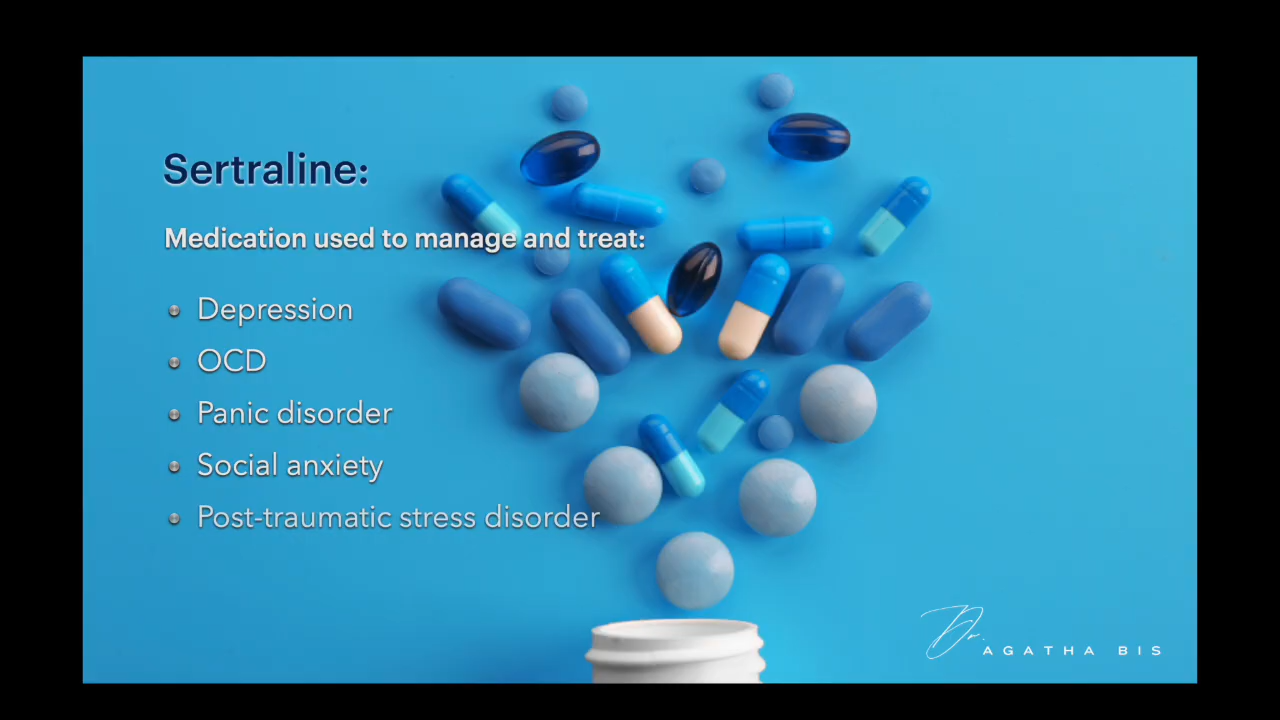 Sertraline:
Medication used to manage and treat:
Depression
OCD
Panic disorder
Social anxiety
Post-traumatic stress disorder
Dr. AGATHA BIS